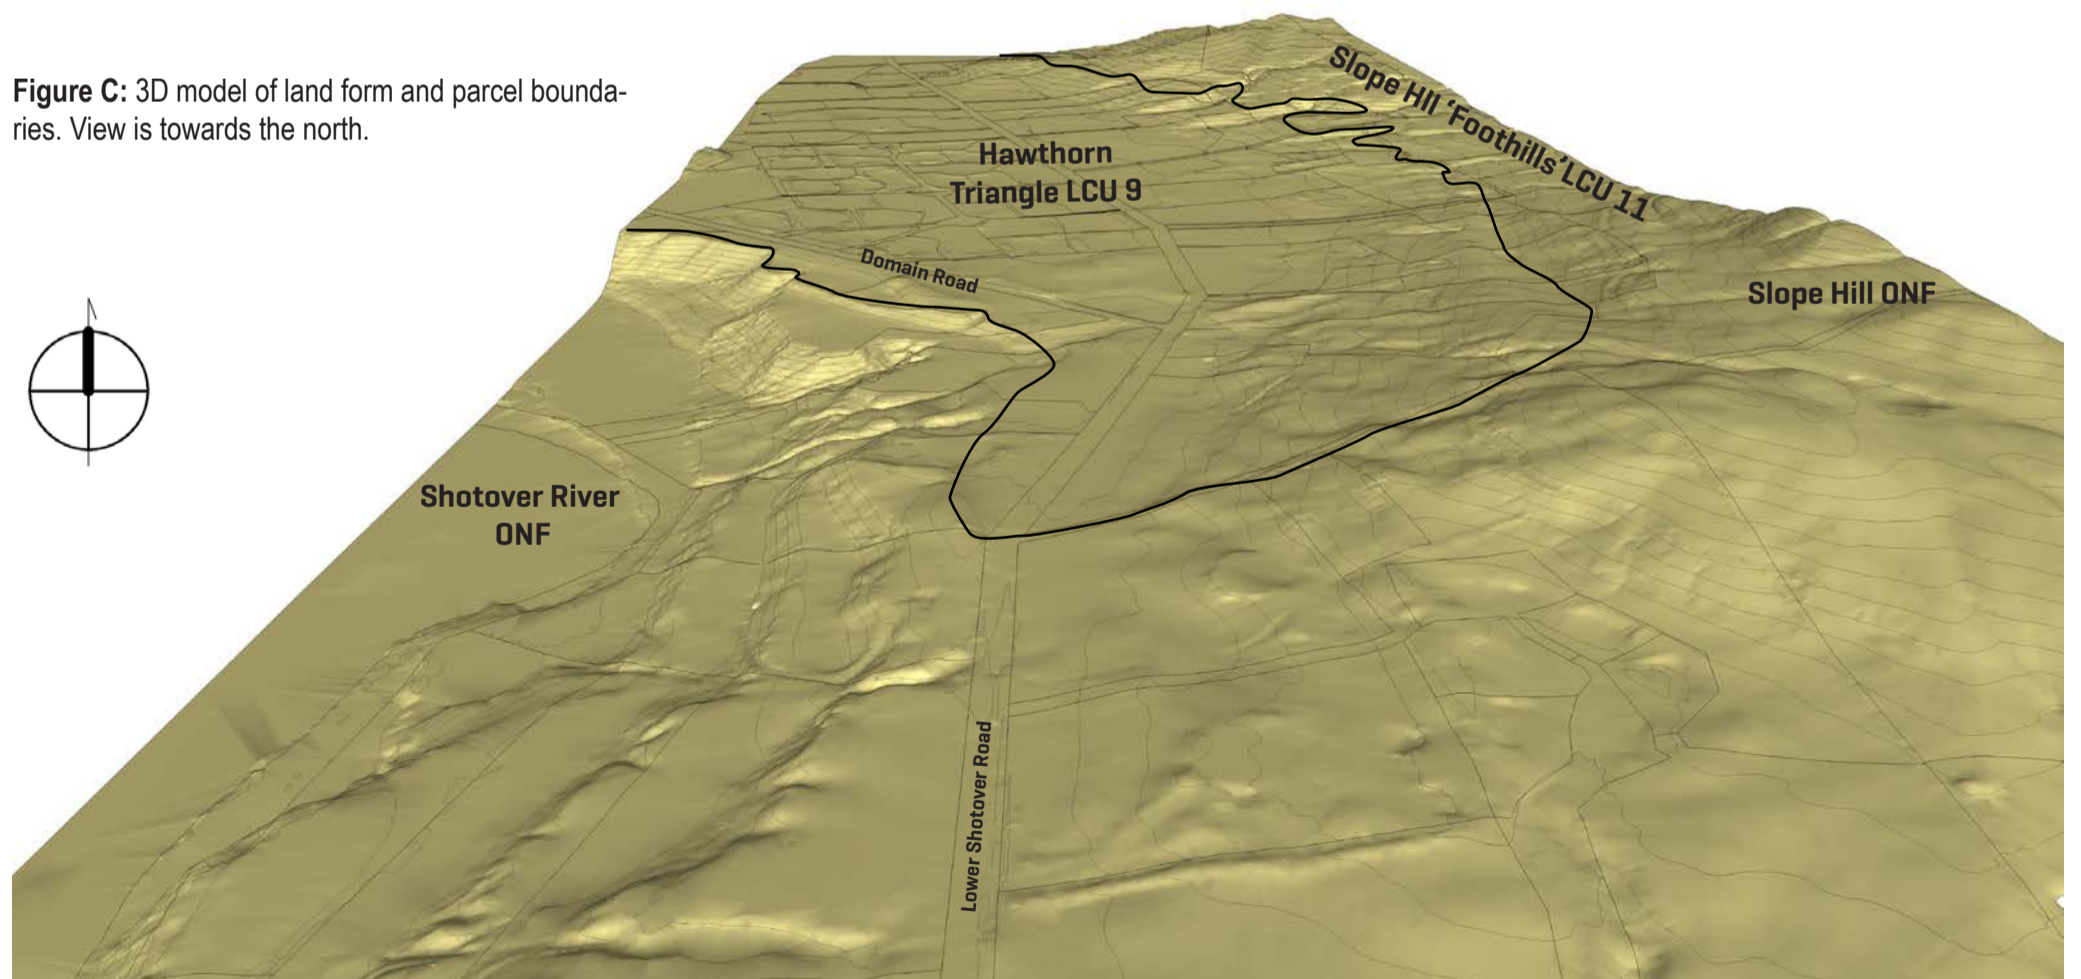 Figure C: 3D model of land form and parcel bounda-
ries. View is towards the north.
Slope HIl ‘Foothills’ LCU 11
Hawthorn
Triangle LCU 9
Domain Road
Slope Hill ONF
Shotover River
ONF
Lower Shotover Road